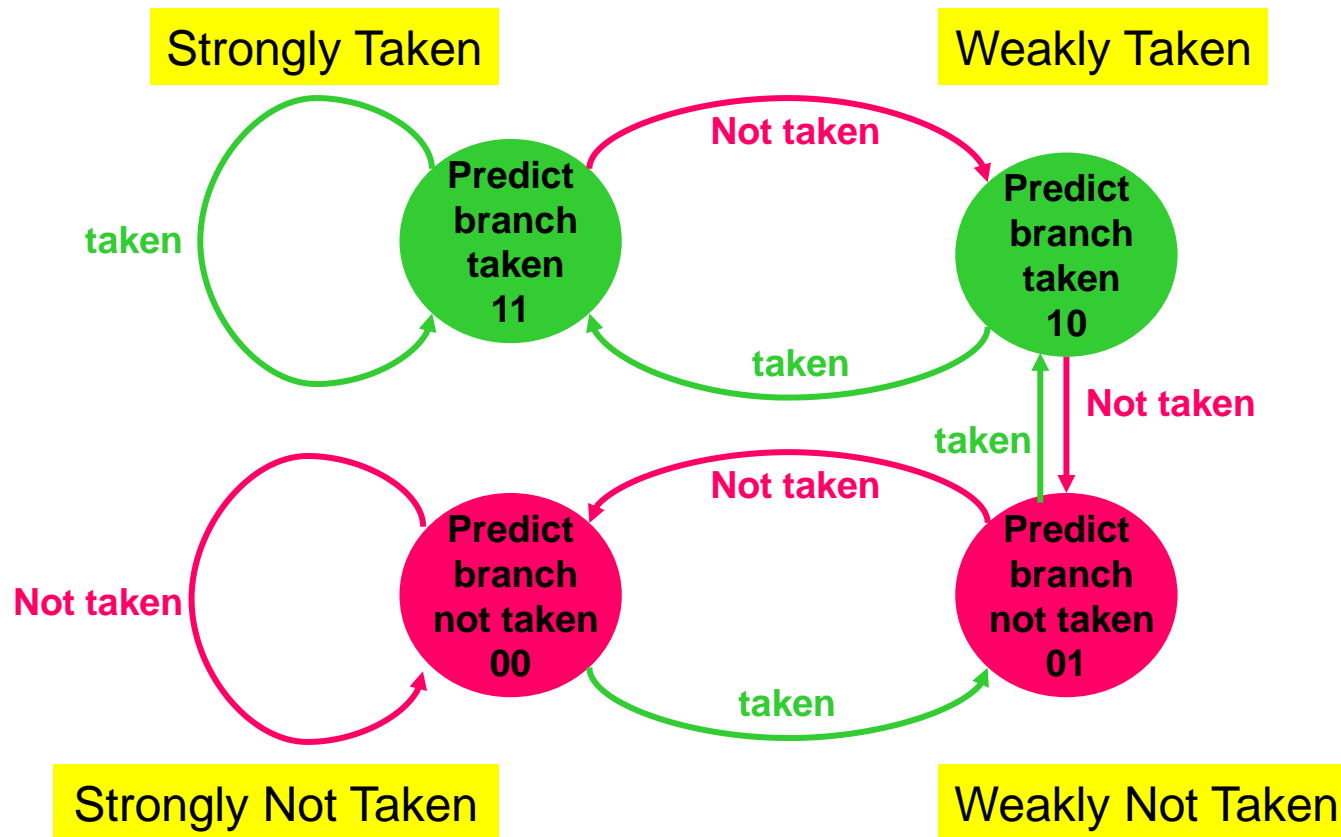 Strongly Taken
Weakly Taken
Not taken
Predict
branch
taken
11
Predict
branch
taken
10
taken
taken
Not taken
taken
Not taken
Predict
branch
not taken
00
Predict
branch
not taken
01
Not taken
taken
Strongly Not Taken
Weakly Not Taken